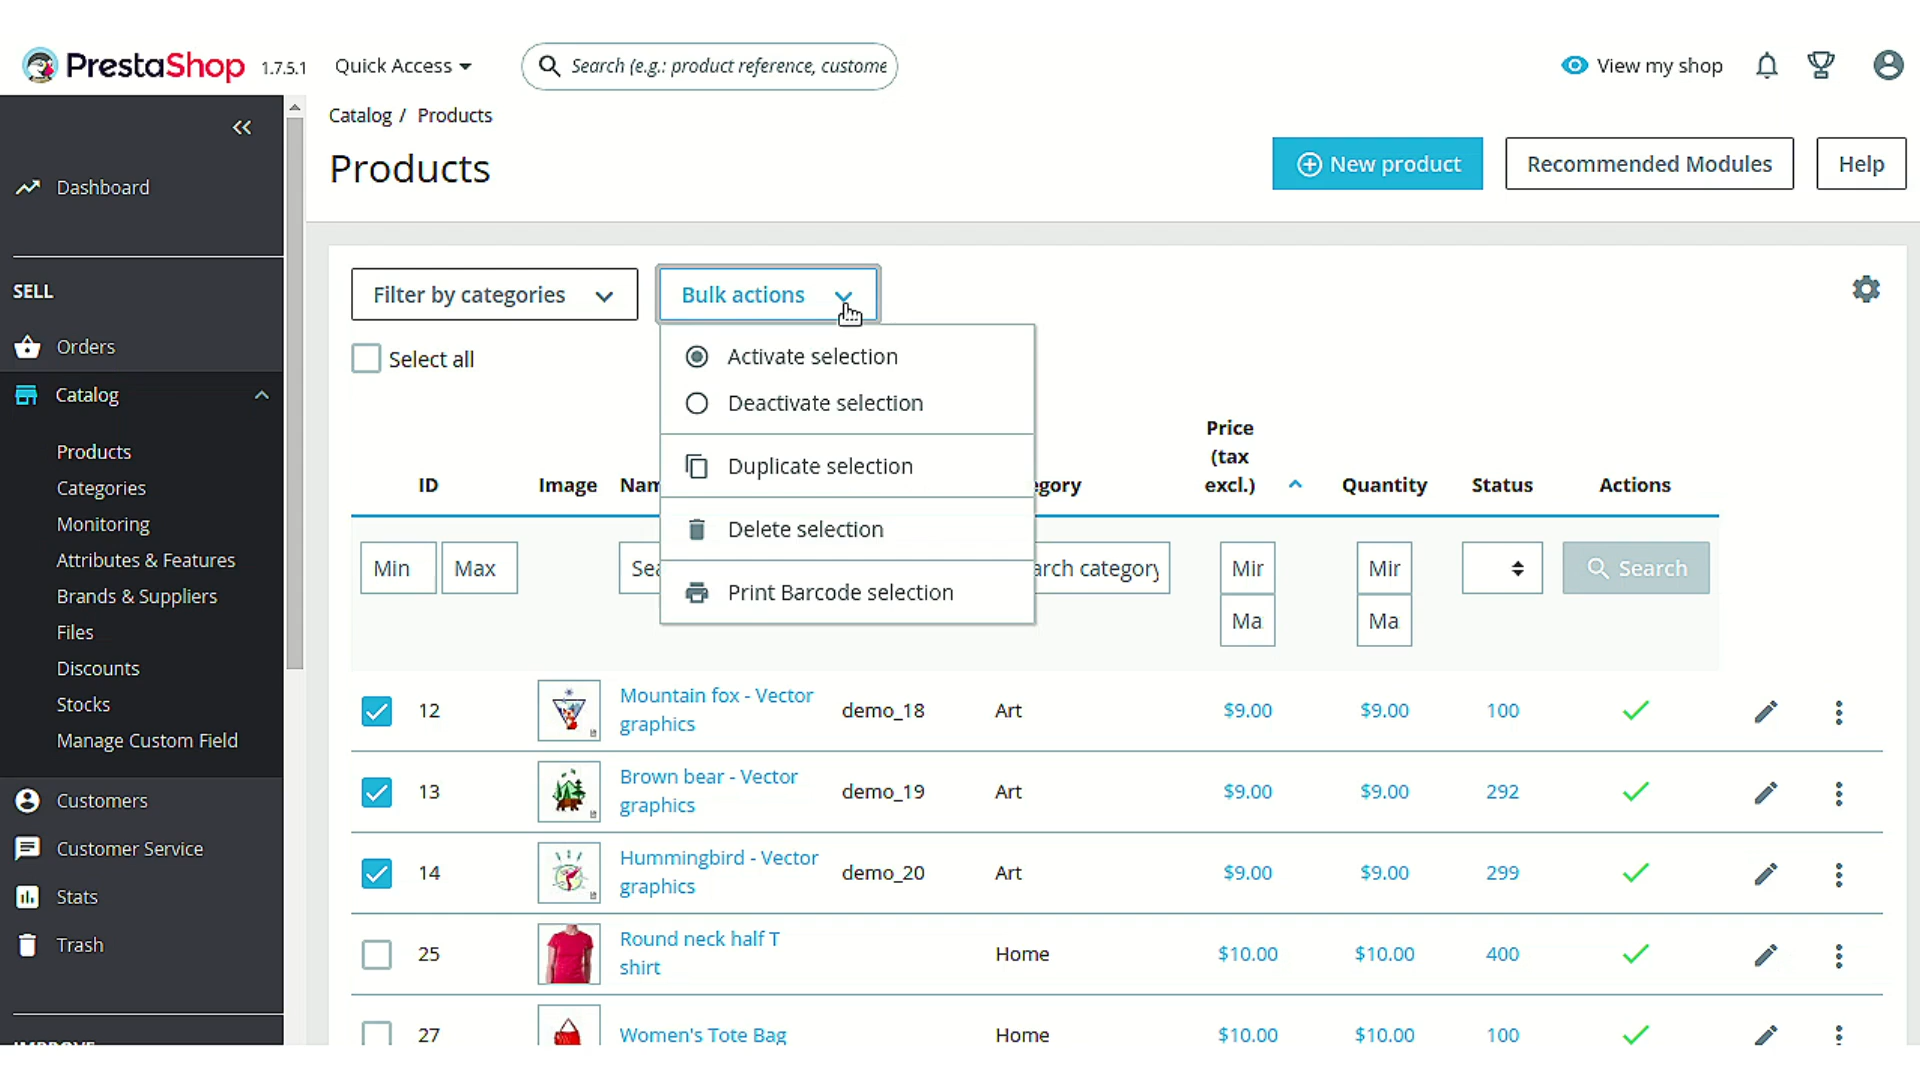 PrestaShop 1.7.5.1 Quick Access Search (e.g.: product reference, custome View my shop
Catalog / Products
Products
New product Recommended Modules Help
Dashboard
SELL
Orders
Catalog
Products
Categories
Monitoring
Attributes & Features
Brands & Suppliers
Files
Discounts
Stocks
Manage Custom Field
Customers
Customer Service
Stats
Trash
Filter by categories Bulk actions
Select all
Activate selection
Deactivate selection
Duplicate selection
Delete selection
Print Barcode selection
Price
(tax
ID Image Nam egory excl.) Quantity Status Actions
Min Max Sea arch category Mir Mir Search
Ma Ma
12 Mountain fox - Vector graphics demo_18 Art $9.00 $9.00 100
13 Brown bear - Vector graphics demo_19 Art $9.00 $9.00 292
14 Hummingbird - Vector graphics demo_20 Art $9.00 $9.00 299
25 Round neck half T shirt Home $10.00 $10.00 400
27 Women's Tote Bag Home $10.00 $10.00 100